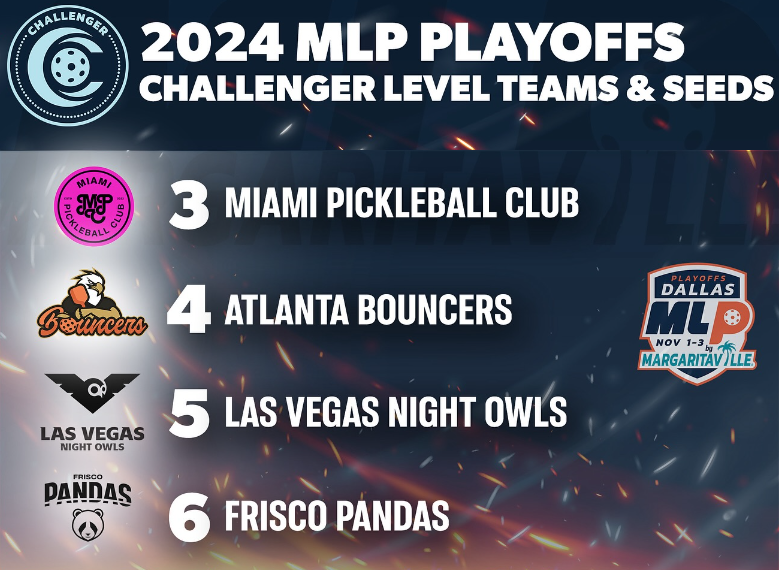 CHALLENGER
2024 MLP PLAYOFFS
CHALLENGER LEVEL TEAMS & SEEDS
MIAMI
MPC
PICKLEBALL CLUB
3 MIAMI PICKLEBALL CLUB
Bouncers
4 ATLANTA BOUNCERS
PLAYOFFS
DALLAS
MLP
NOV 1-3
by
MARGARITAVILLE
LAS VEGAS
NIGHT OWLS
5 LAS VEGAS NIGHT OWLS
FRISCO
PANDAS
6 FRISCO PANDAS